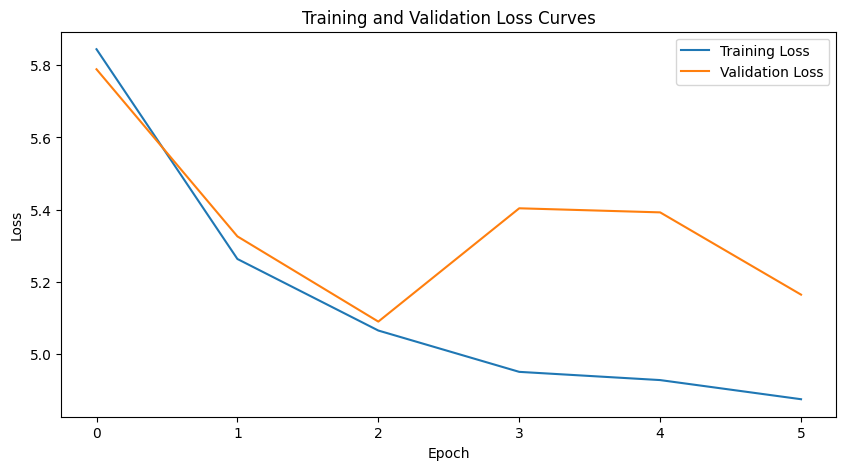 Training and Validation Loss Curves
Training Loss
Validation Loss
5.8
5.6
5.4
5.2
5.0
Loss
0 1 2 3 4 5
Epoch